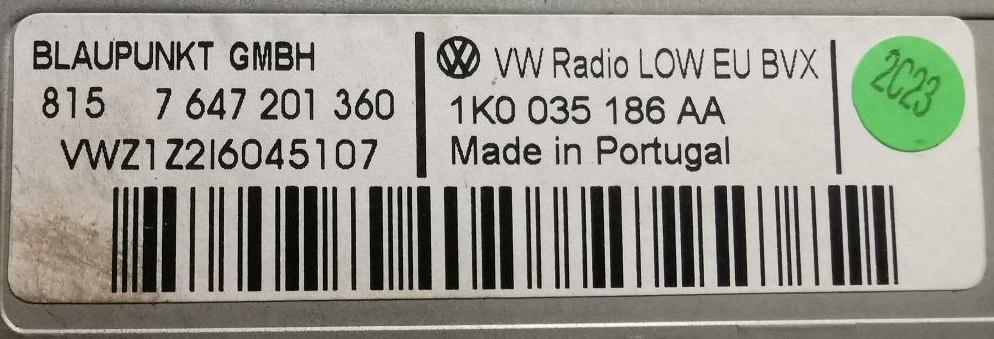 BLAUPUNKT GMBH
815 7 647 201 360
VWZ1Z2I6045107
VW Radio LOW EU BVX
1K0 035 186 AA
Made in Portugal
2C23